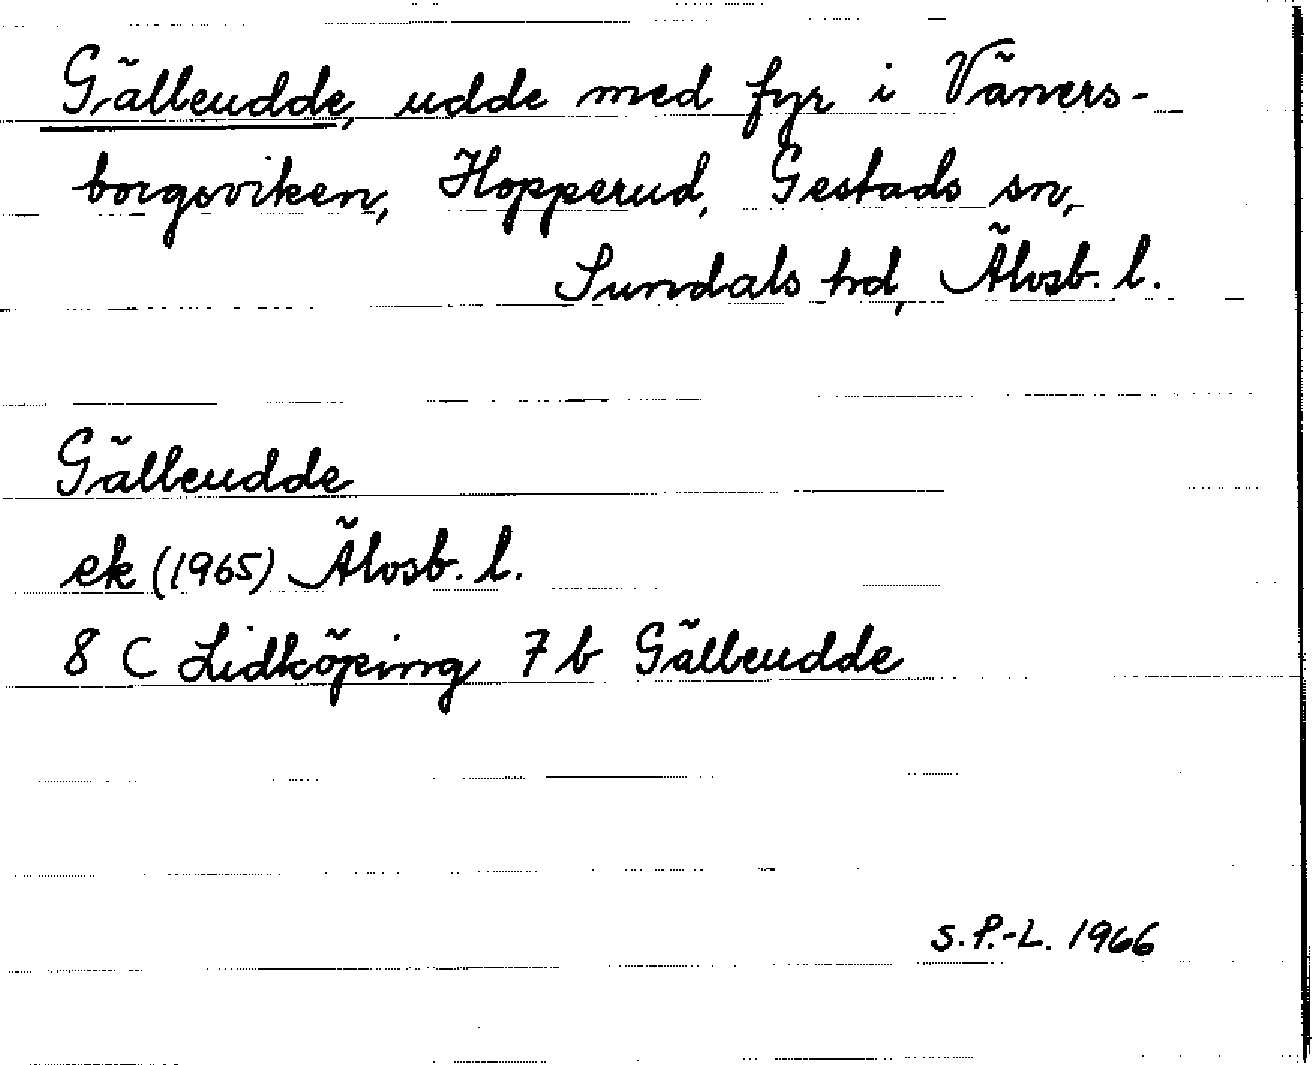 Gälleudde, udde med fyr i Väners-
borgsviken, Hopperud, Gestads sn,
Sundals hd, Älvsb. l.
Gälleudde
ek (1965) Älvsb. l.
8 C Lidköping 7 b Gälleudde
s.P.-L. 1966